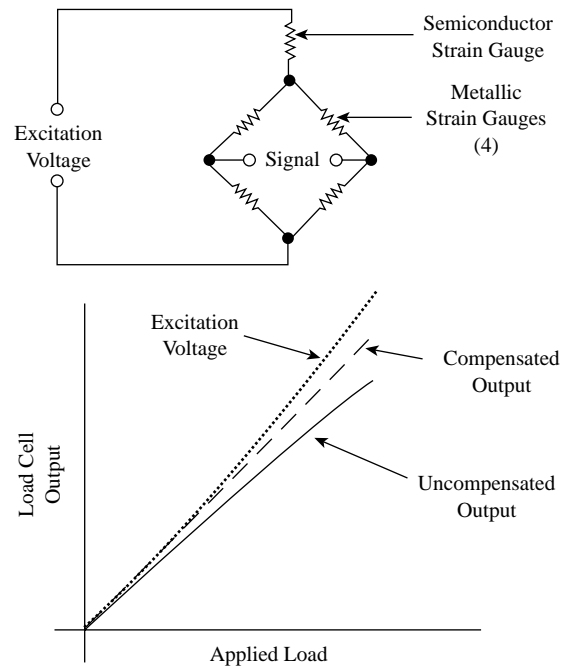 Semiconductor
Strain Gauge
Metallic
Strain Gauges
(4)
Excitation
Voltage
Signal
Excitation
Voltage
Compensated
Output
Uncompensated
Output
Load Cell
Output
Applied Load